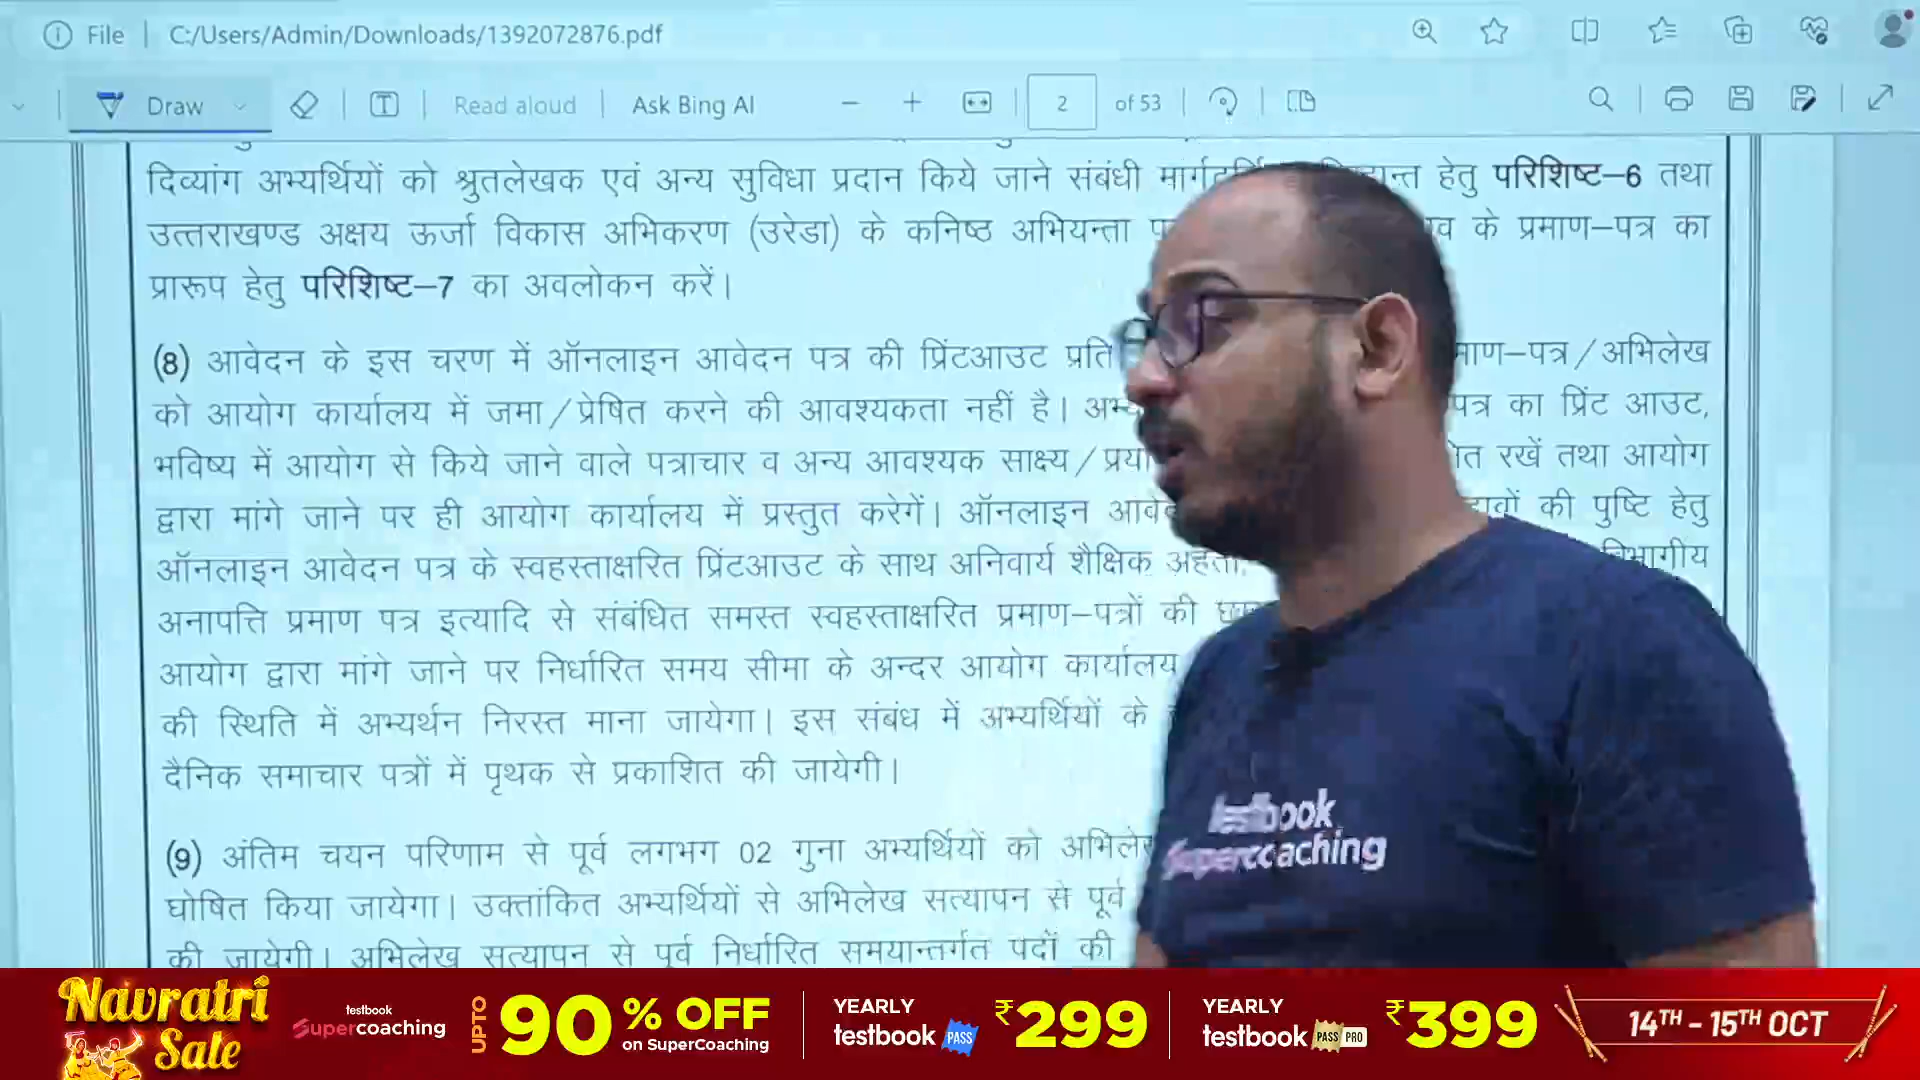 File | C:/Users/Admin/Downloads/1392072876.pdf
Draw | Read aloud | Ask Bing AI 2 of 53
दिव्यांग अभ्यर्थियों को श्रुतलेखक एवं अन्य सुविधा प्रदान किये जाने संबंधी हेतु परिशिष्ट–6 तथा
उत्तराखण्ड अक्षय ऊर्जा विकास अभिकरण (उरेडा) के कनिष्ठ अभियन्ता के प्रमाण–पत्र का
प्रारूप हेतु परिशिष्ट–7 का अवलोकन करें।
(8) आवेदन के इस चरण में ऑनलाइन आवेदन पत्र की प्रिंटआउट प्रति /अभिलेख
को आयोग कार्यालय में जमा/प्रेषित करने की आवश्यकता नहीं है। पत्र का प्रिंट आउट,
भविष्य में आयोग से किये जाने वाले पत्राचार व अन्य आवश्यक साक्ष्य/ रखें तथा आयोग
द्वारा मांगे जाने पर ही आयोग कार्यालय में प्रस्तुत करेगें। ऑनलाइन की पुष्टि हेतु
ऑनलाइन आवेदन पत्र के स्वहस्ताक्षरित प्रिंटआउट के साथ अनिवार्य शैक्षिक
अनापत्ति प्रमाण पत्र इत्यादि से संबंधित समस्त स्वहस्ताक्षरित प्रमाण–पत्रों की
आयोग द्वारा मांगे जाने पर निर्धारित समय सीमा के अन्दर आयोग कार्यालय
की स्थिति में अभ्यर्थन निरस्त माना जायेगा। इस संबंध में अभ्यर्थियों के
दैनिक समाचार पत्रों में पृथक से प्रकाशित की जायेगी।
(9) अंतिम चयन परिणाम से पूर्व लगभग 02 गुना अभ्यर्थियों को
घोषित किया जायेगा। उक्तांकित अभ्यर्थियों से अभिलेख सत्यापन से पूर्व
की जायेगी। अभिलेख सत्यापन से पूर्व निर्धारित समयान्तर्गत पदों की
testbook
Supercoaching
Navratri Sale
testbook Supercoaching
UPTO 90% OFF on SuperCoaching
YEARLY testbook PASS ₹299
YEARLY testbook PASS PRO ₹399
14TH - 15TH OCT